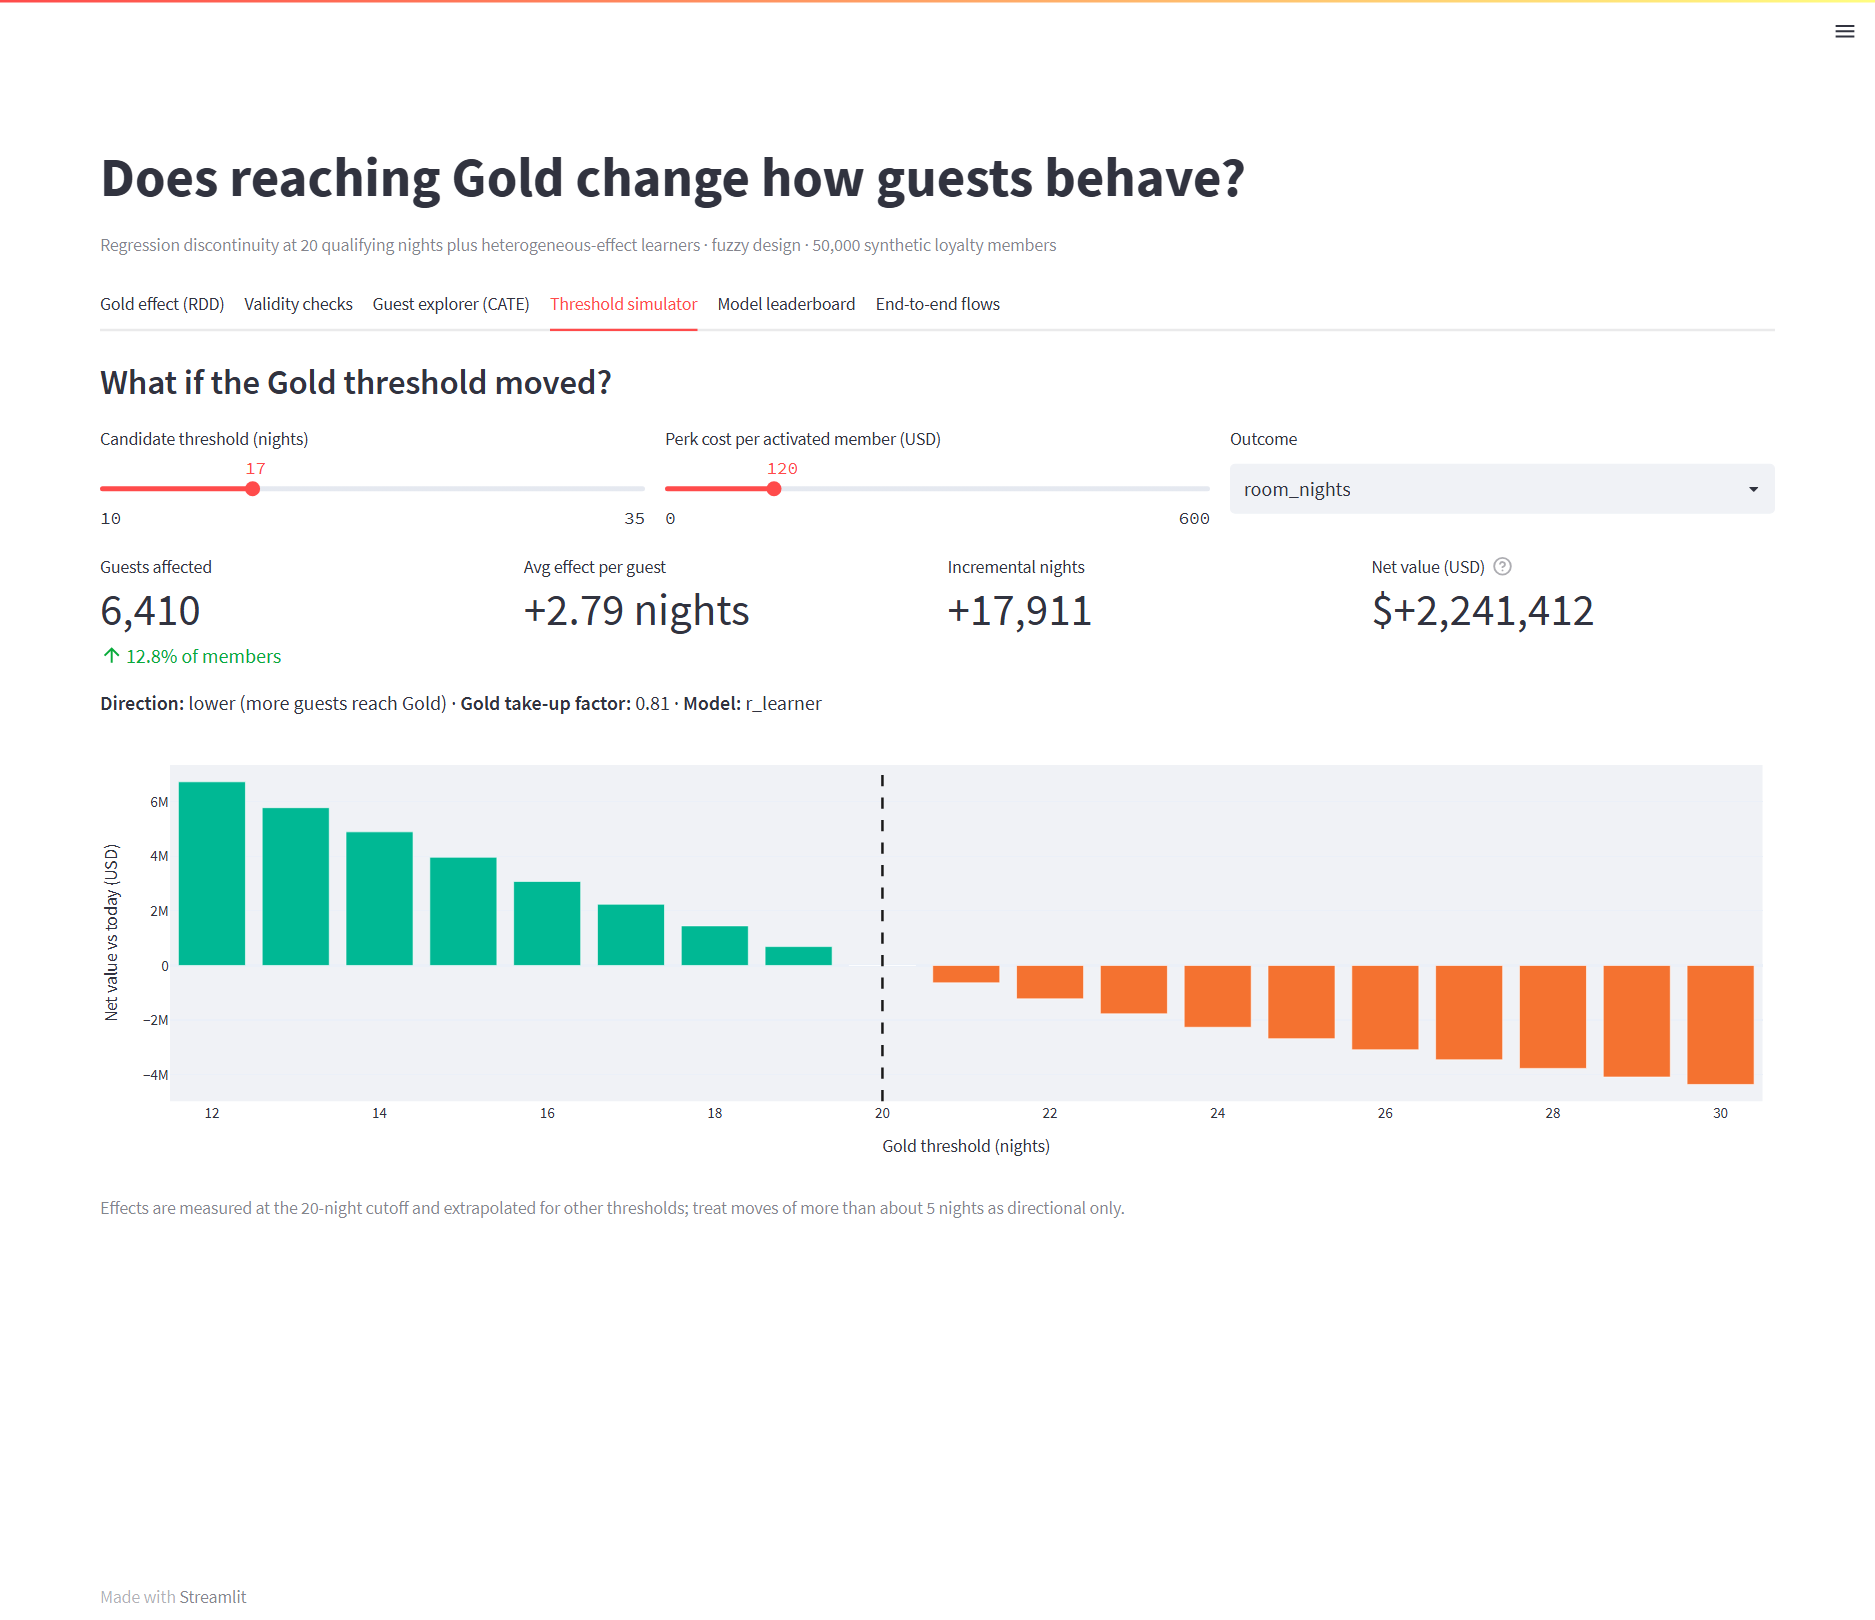 Does reaching Gold change how guests behave?
Regression discontinuity at 20 qualifying nights plus heterogeneous-effect learners · fuzzy design · 50,000 synthetic loyalty members
Gold effect (RDD) Validity checks Guest explorer (CATE) Threshold simulator Model leaderboard End-to-end flows
What if the Gold threshold moved?
Candidate threshold (nights) Perk cost per activated member (USD) Outcome
17 120
room_nights
10 35 0 600
Guests affected Avg effect per guest Incremental nights Net value (USD)
6,410 +2.79 nights +17,911 $+2,241,412
12.8% of members
Direction: lower (more guests reach Gold) · Gold take-up factor: 0.81 · Model: r_learner
Net value vs today (USD)
6M
4M
2M
0
−2M
−4M
12 14 16 18 20 22 24 26 28 30
Gold threshold (nights)
Effects are measured at the 20-night cutoff and extrapolated for other thresholds; treat moves of more than about 5 nights as directional only.
Made with Streamlit